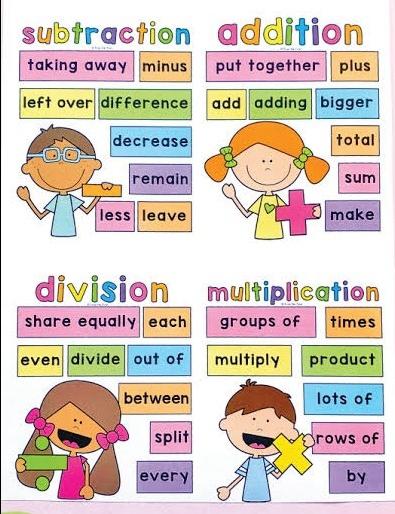 subtraction
taking away minus
left over difference
decrease
remain
less leave
addition
put together plus
add adding bigger
total
sum
make
division
share equally each
even divide out of
between
split
every
multiplication
groups of times
multiply product
lots of
rows of
by